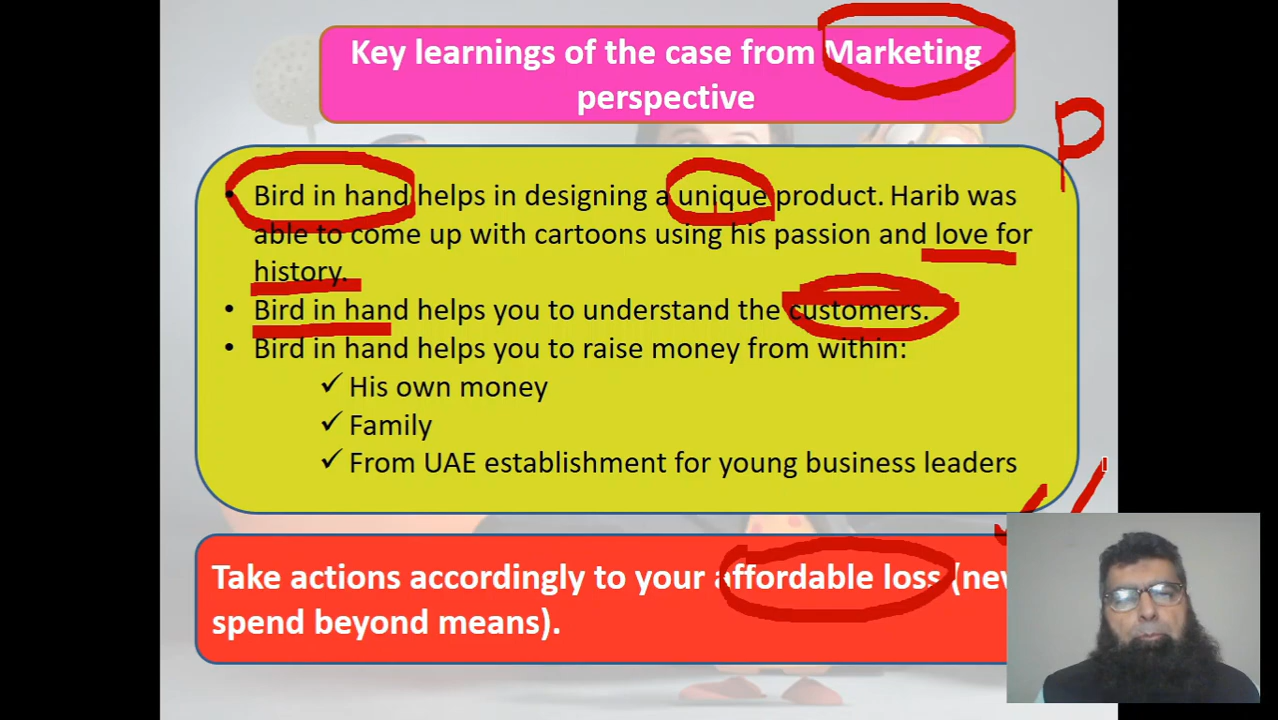 Key learnings of the case from Marketing
perspective
P
• Bird in hand helps in designing a unique product. Harib was
able to come up with cartoons using his passion and love for
history.
• Bird in hand helps you to understand the customers.
• Bird in hand helps you to raise money from within:
✓ His own money
✓ Family
✓ From UAE establishment for young business leaders
Take actions accordingly to your affordable loss
spend beyond means).